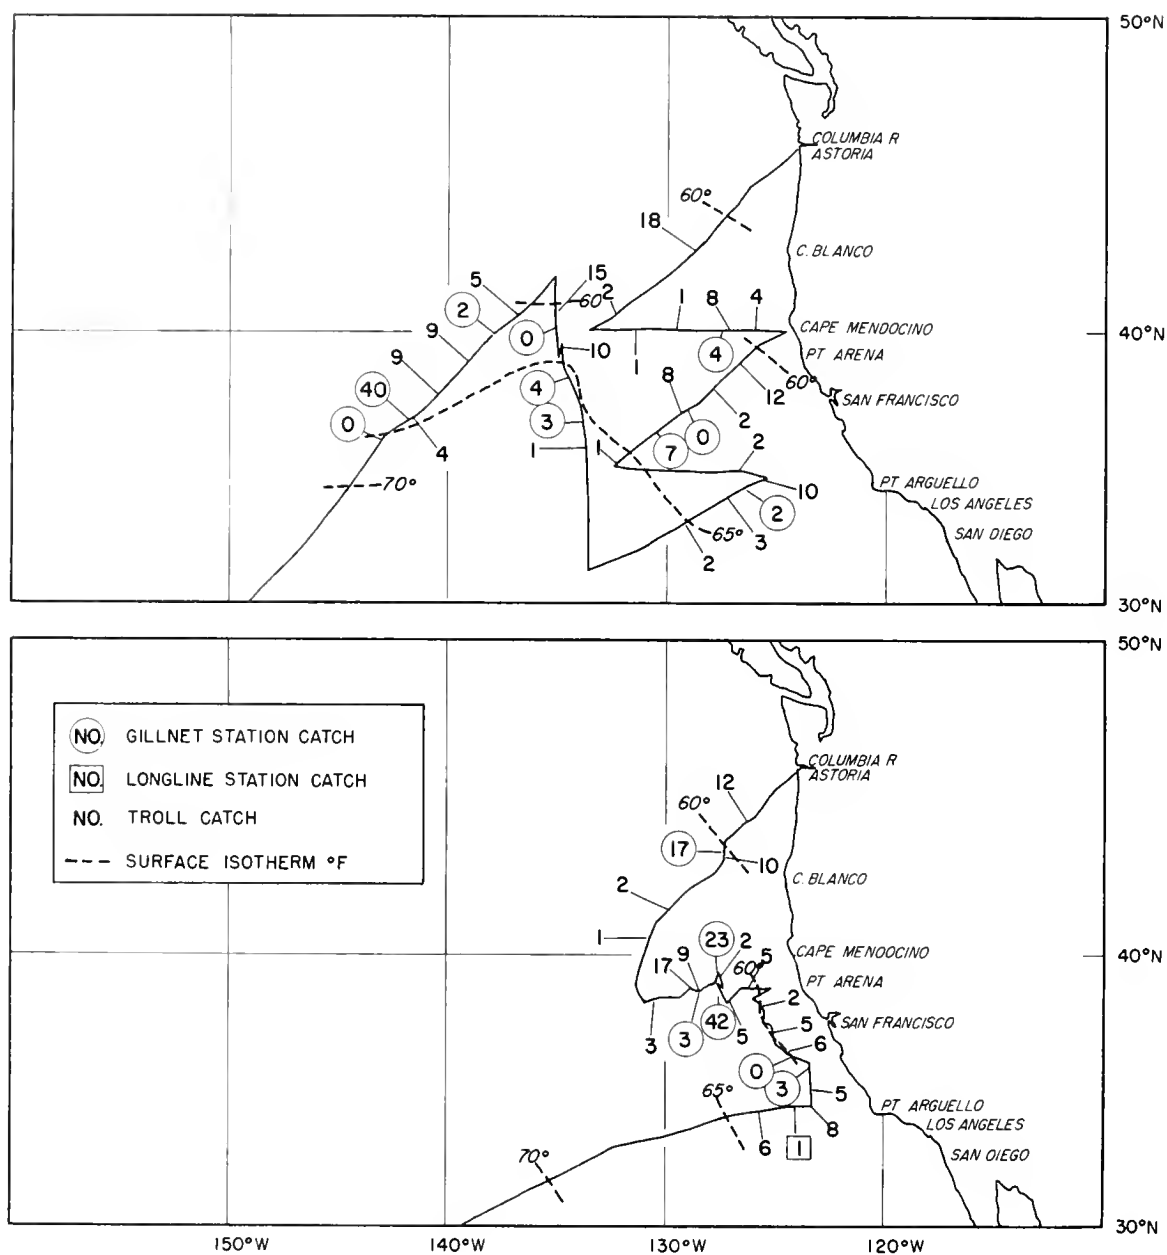 50°N
COLUMBIA R
ASTORIA
60°
18
C. BLANCO
5
15
2
60°
2
1
8
4
0
9
CAPE MENDOCINO
40°N
10
1
4
PT ARENA
9
40
4
8
12
60°
SAN FRANCISCO
0
3
2
0
4
1
1
7
2
70°
10
PT ARGUELLO
2
LOS ANGELES
65°
3
SAN DIEGO
2
30°N
50°N
NO. GILLNET STATION CATCH
NO. LONGLINE STATION CATCH
NO. TROLL CATCH
--- SURFACE ISOTHERM °F
COLUMBIA R
ASTORIA
12
60°
17
10
2
C. BLANCO
1
23
2
9
5
CAPE MENDOCINO
40°N
17
60°
PT ARENA
2
42
5
SAN FRANCISCO
3
3
5
6
0
65°
3
5
PT ARGUELLO
8
LOS ANGELES
6
1
70°
SAN DIEGO
30°N
150°W
140°W
130°W
120°W